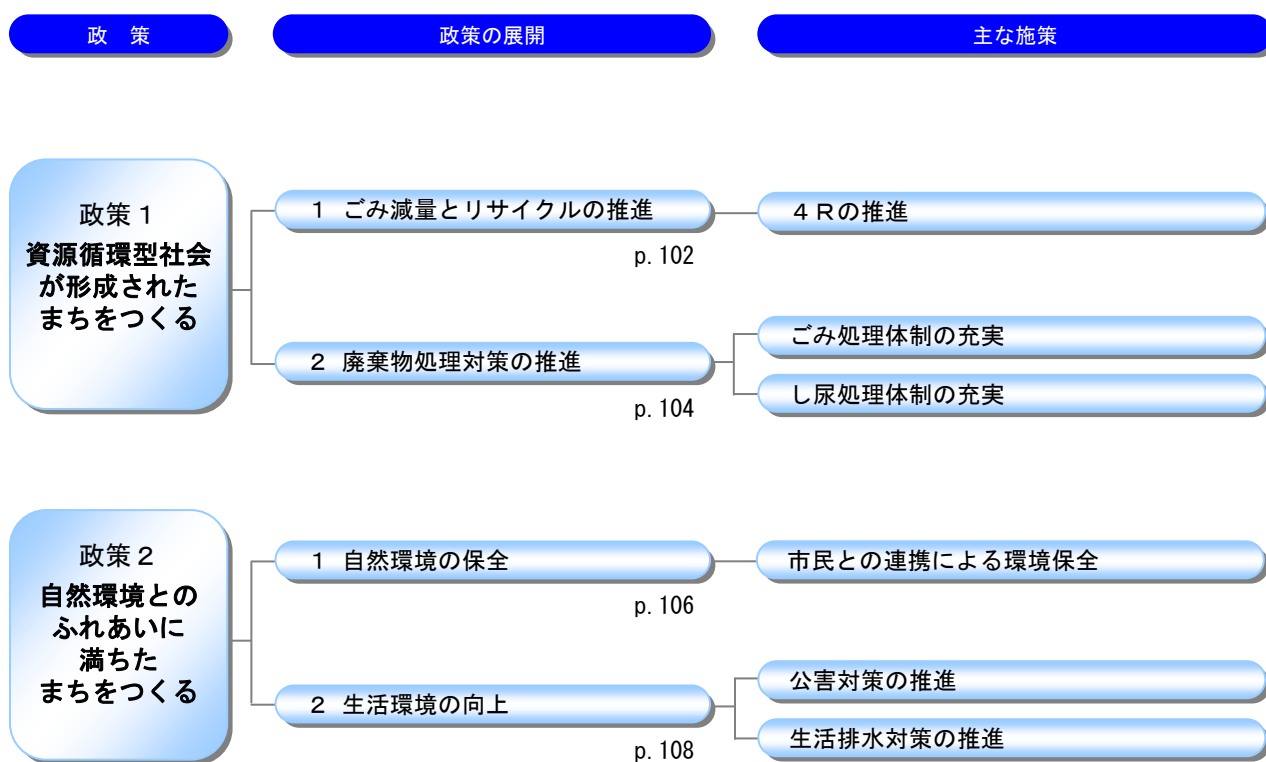 政　策
政策の展開
主な施策
政策１
資源循環型社会
が形成された
まちをつくる
１ ごみ減量とリサイクルの推進
p. 102
４Ｒの推進
２ 廃棄物処理対策の推進
p. 104
ごみ処理体制の充実
し尿処理体制の充実
政策２
自然環境との
ふれあいに
満ちた
まちをつくる
１ 自然環境の保全
p. 106
市民との連携による環境保全
２ 生活環境の向上
p. 108
公害対策の推進
生活排水対策の推進